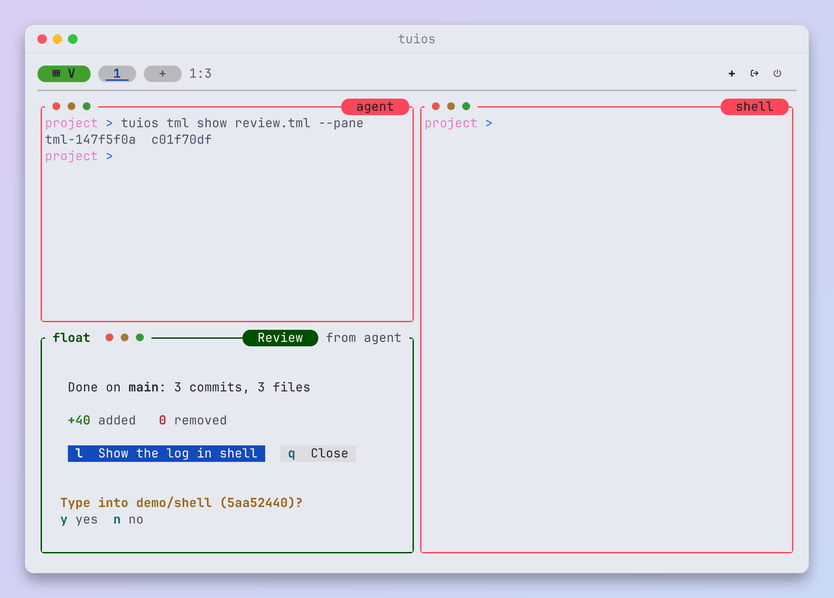 tuios
V 1 + 1:3
agent
project > tuios tml show review.tml --pane
tml-147f5f0a  c01f70df
project >
shell
project >
float Review from agent
Done on main: 3 commits, 3 files
+40 added 0 removed
l Show the log in shell q Close
Type into demo/shell (5aa52440)?
y yes n no